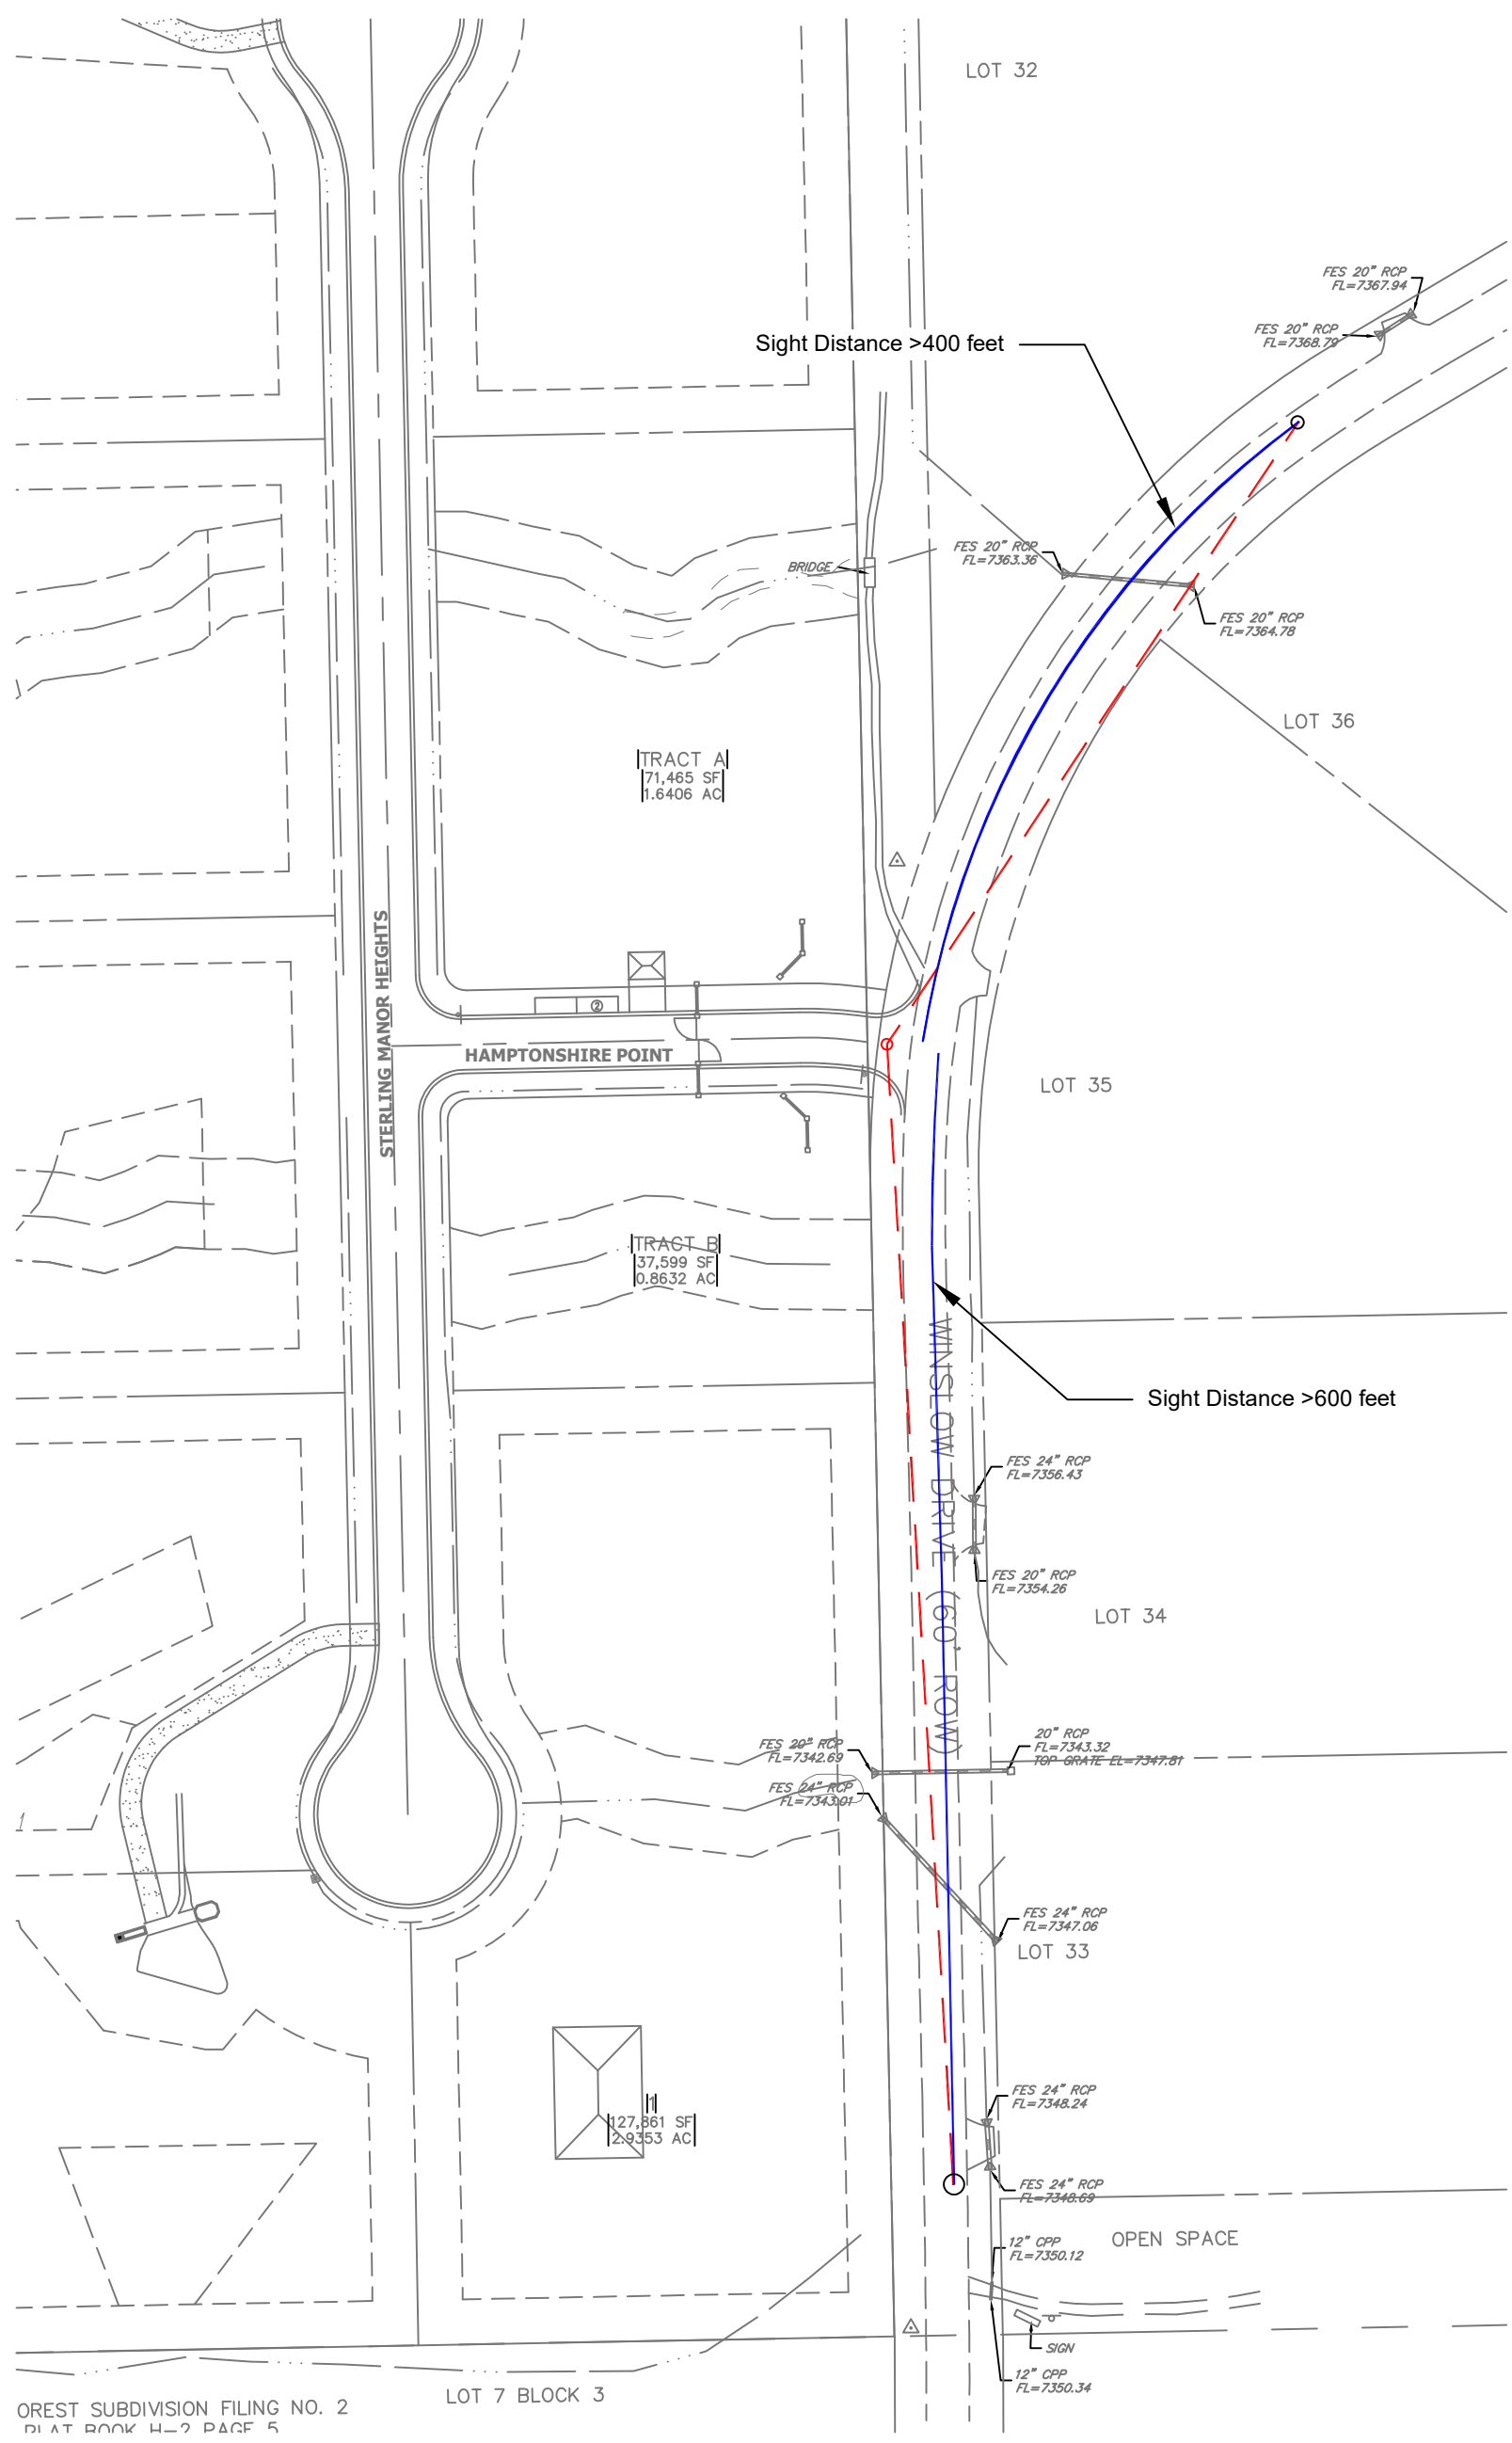 LOT 32
FES 20" RCP
FL=7367.94
FES 20" RCP
FL=7368.79
Sight Distance >400 feet
FES 20" RCP
FL=7363.36
BRIDGE
FES 20" RCP
FL=7364.78
LOT 36
TRACT A
71,465 SF
1.6406 AC
STERLING MANOR HEIGHTS
2
HAMPTONSHIRE POINT
LOT 35
TRACT B
37,599 SF
0.8632 AC
WINSLOW DRIVE (60' ROW)
Sight Distance >600 feet
FES 24" RCP
FL=7356.43
FES 20" RCP
FL=7354.26
LOT 34
FES 20" RCP
FL=7342.69
20" RCP
FL=7343.32
TOP GRATE EL=7347.81
FES 24" RCP
FL=7343.01
1
FES 24" RCP
FL=7347.06
LOT 33
FES 24" RCP
FL=7348.24
1
127,861 SF
2.9353 AC
FES 24" RCP
FL=7348.69
OPEN SPACE
12" CPP
FL=7350.12
SIGN
12" CPP
FL=7350.34
LOT 7 BLOCK 3
OREST SUBDIVISION FILING NO. 2
PLAT BOOK H-2 PAGE 5